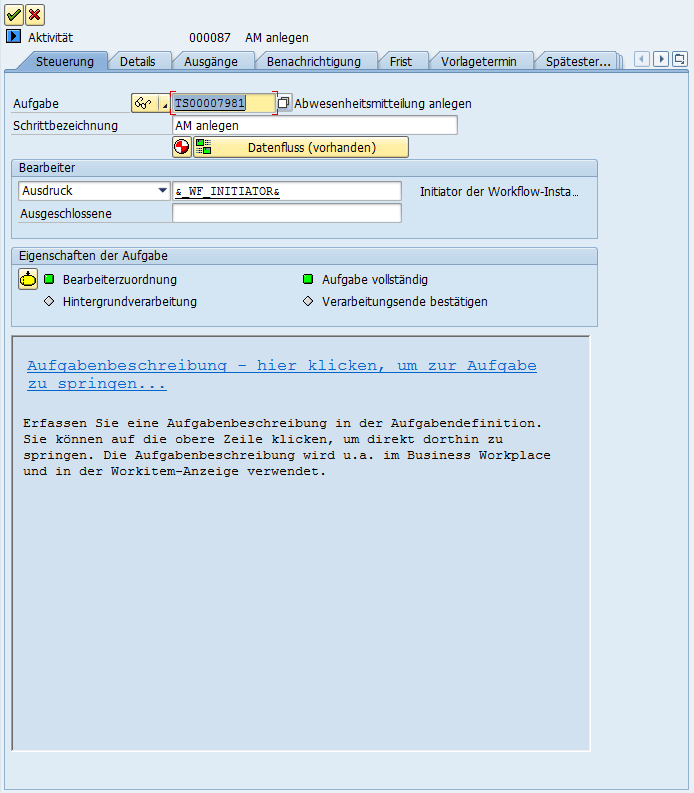 Aktivität 000087 AM anlegen
Steuerung Details Ausgänge Benachrichtigung Frist Vorlagetermin Spätester...
Aufgabe TS00007981 Abwesenheitsmitteilung anlegen
Schrittbezeichnung AM anlegen
Datenfluss (vorhanden)
Bearbeiter
Ausdruck &_WF_INITIATOR& Initiator der Workflow-Insta...
Ausgeschlossene
Eigenschaften der Aufgabe
Bearbeiterzuordnung Aufgabe vollständig
Hintergrundverarbeitung Verarbeitungsende bestätigen
Aufgabenbeschreibung - hier klicken, um zur Aufgabe
zu springen...
Erfassen Sie eine Aufgabenbeschreibung in der Aufgabendefinition.
Sie können auf die obere Zeile klicken, um direkt dorthin zu
springen. Die Aufgabenbeschreibung wird u.a. im Business Workplace
und in der Workitem-Anzeige verwendet.